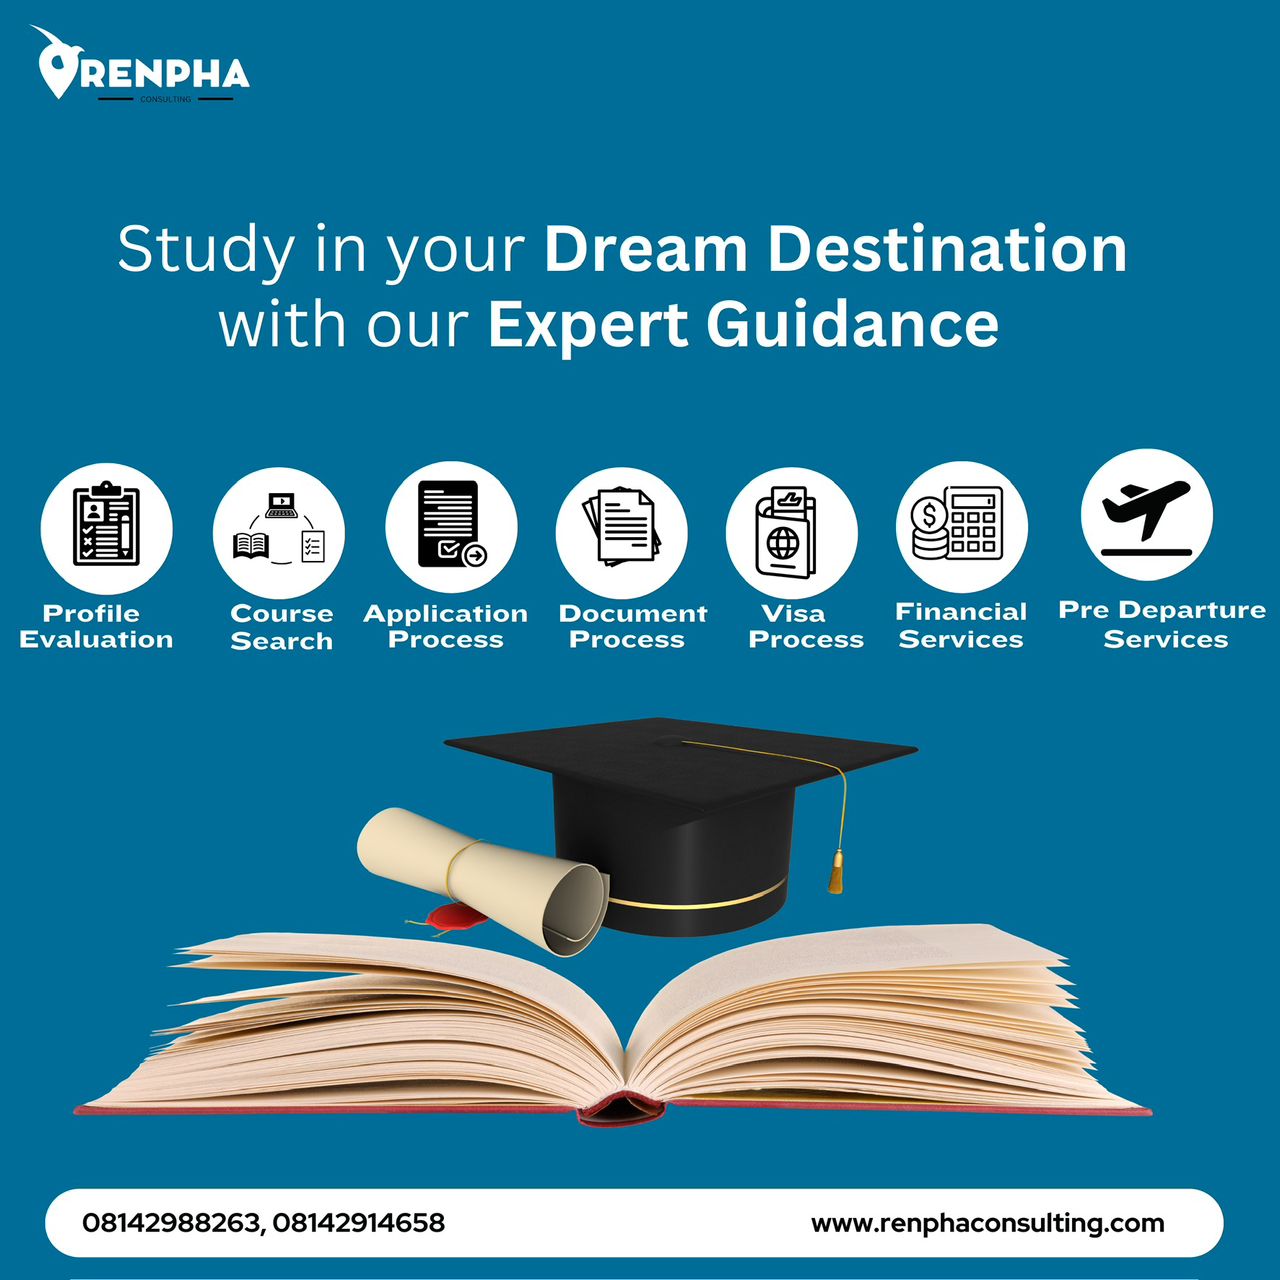 RENPHA
CONSULTING
Study in your Dream Destination
with our Expert Guidance
Profile
Evaluation
Course
Search
Application
Process
Document
Process
Visa
Process
Financial
Services
Pre Departure
Services
08142988263, 08142914658
www.renphaconsulting.com